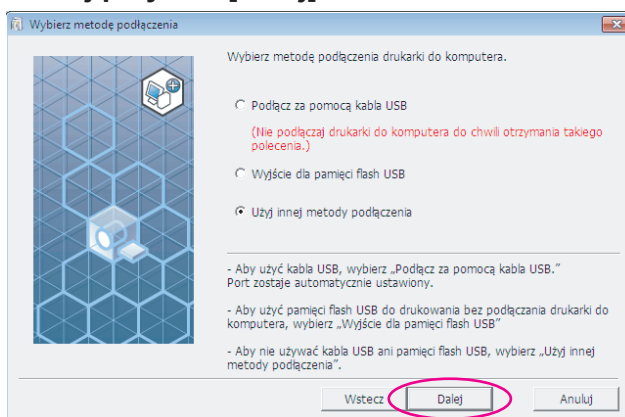 Wybierz metodę podłączenia
Wybierz metodę podłączenia drukarki do komputera.
Podłącz za pomocą kabla USB
(Nie podłączaj drukarki do komputera do chwili otrzymania takiego
polecenia.)
Wyjście dla pamięci flash USB
Użyj innej metody podłączenia
- Aby użyć kabla USB, wybierz „Podłącz za pomocą kabla USB.”
Port zostaje automatycznie ustawiony.
- Aby użyć pamięci flash USB do drukowania bez podłączania drukarki do
komputera, wybierz „Wyjście dla pamięci flash USB”
- Aby nie używać kabla USB ani pamięci flash USB, wybierz „Użyj innej
metody podłączenia”.
Wstecz Dalej Anuluj